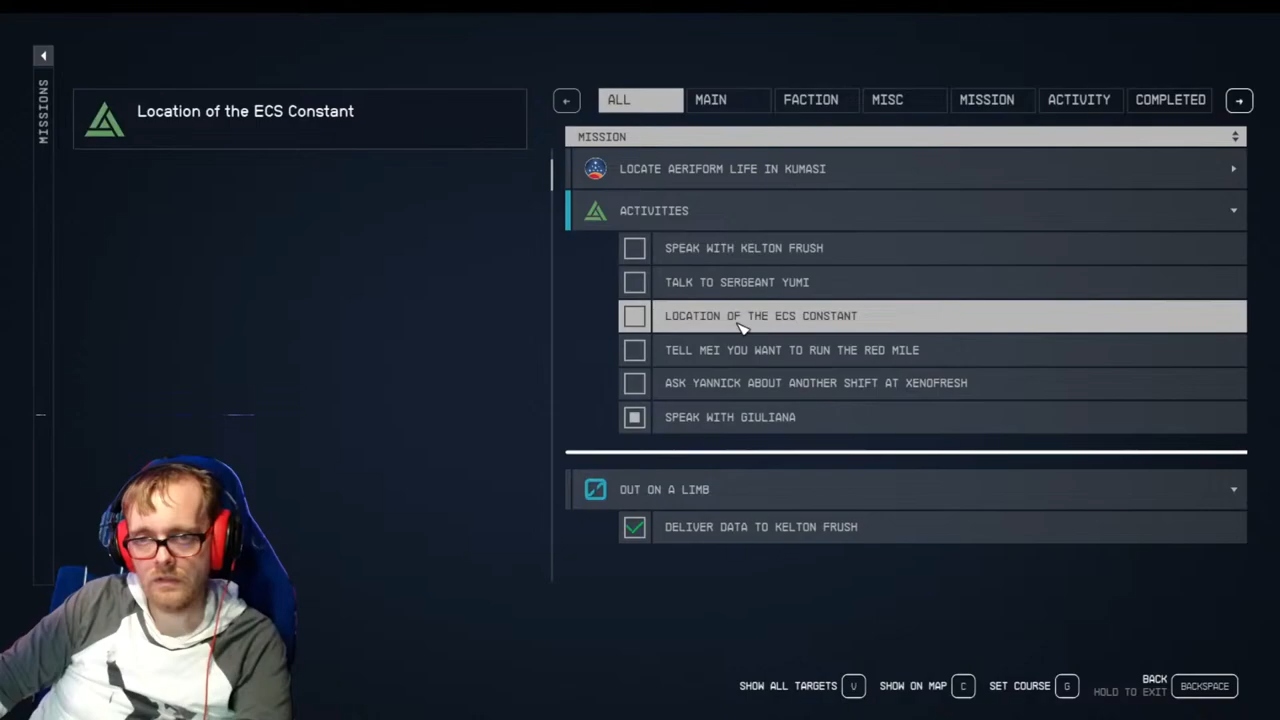 MISSIONS
Location of the ECS Constant
ALL MAIN FACTION MISC MISSION ACTIVITY COMPLETED
MISSION
LOCATE AERIFORM LIFE IN KUMASI
ACTIVITIES
SPEAK WITH KELTON FRUSH
TALK TO SERGEANT YUMI
LOCATION OF THE ECS CONSTANT
TELL MEI YOU WANT TO RUN THE RED MILE
ASK YANNICK ABOUT ANOTHER SHIFT AT XENOFRESH
SPEAK WITH GIULIANA
OUT ON A LIMB
DELIVER DATA TO KELTON FRUSH
SHOW ALL TARGETS V SHOW ON MAP C SET COURSE G BACK BACKSPACE
HOLD TO EXIT